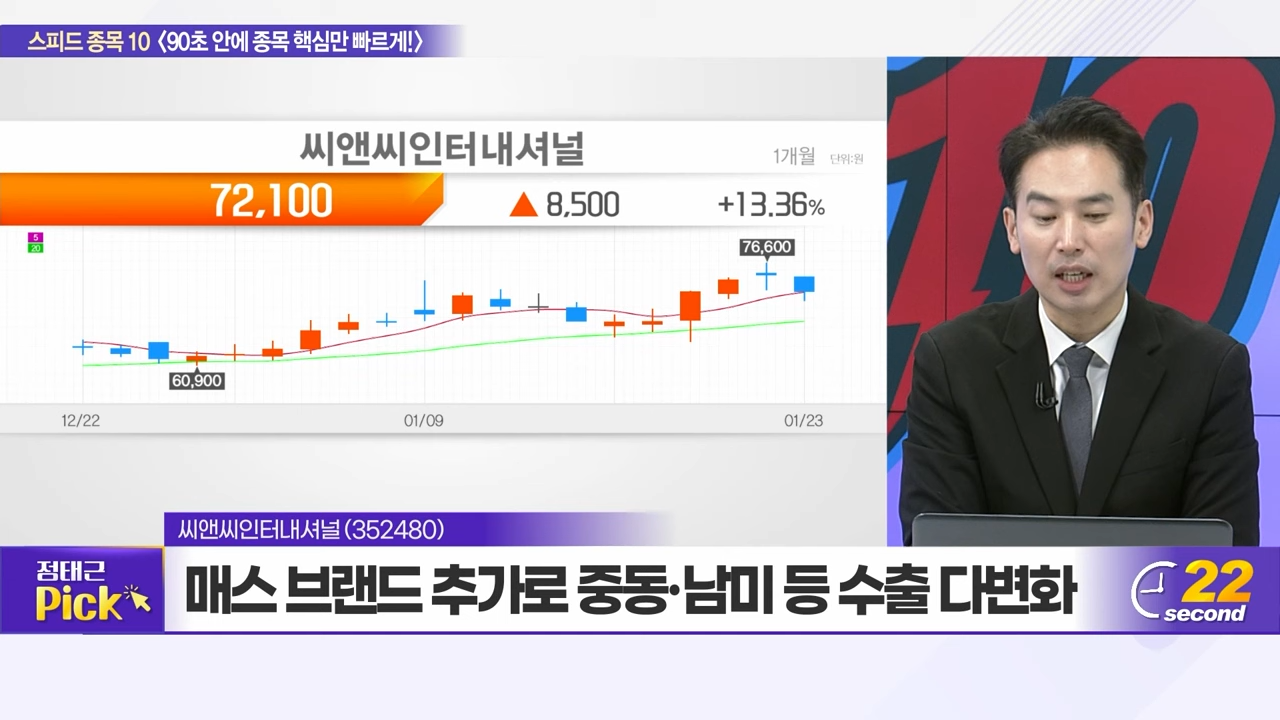 스피드 종목 10 〈90초 안에 종목 핵심만 빠르게!〉
씨앤씨인터내셔널
1개월 단위:원
72,100 ▲ 8,500 +13.36%
5
20
76,600
60,900
12/22 01/09 01/23
씨앤씨인터내셔널 (352480)
정태근
Pick
매스 브랜드 추가로 중동·남미 등 수출 다변화
22
second
10